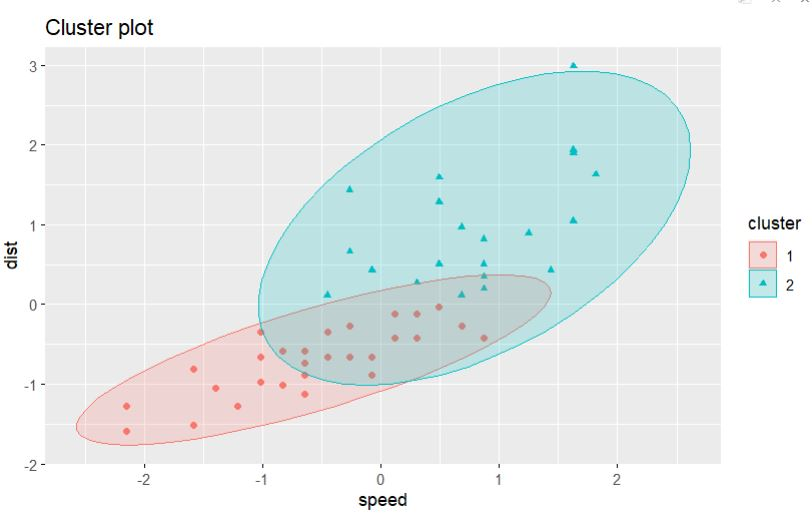 Cluster plot
3
2
1
0
-1
-2
dist
-2 -1 0 1 2
speed
cluster
1
2